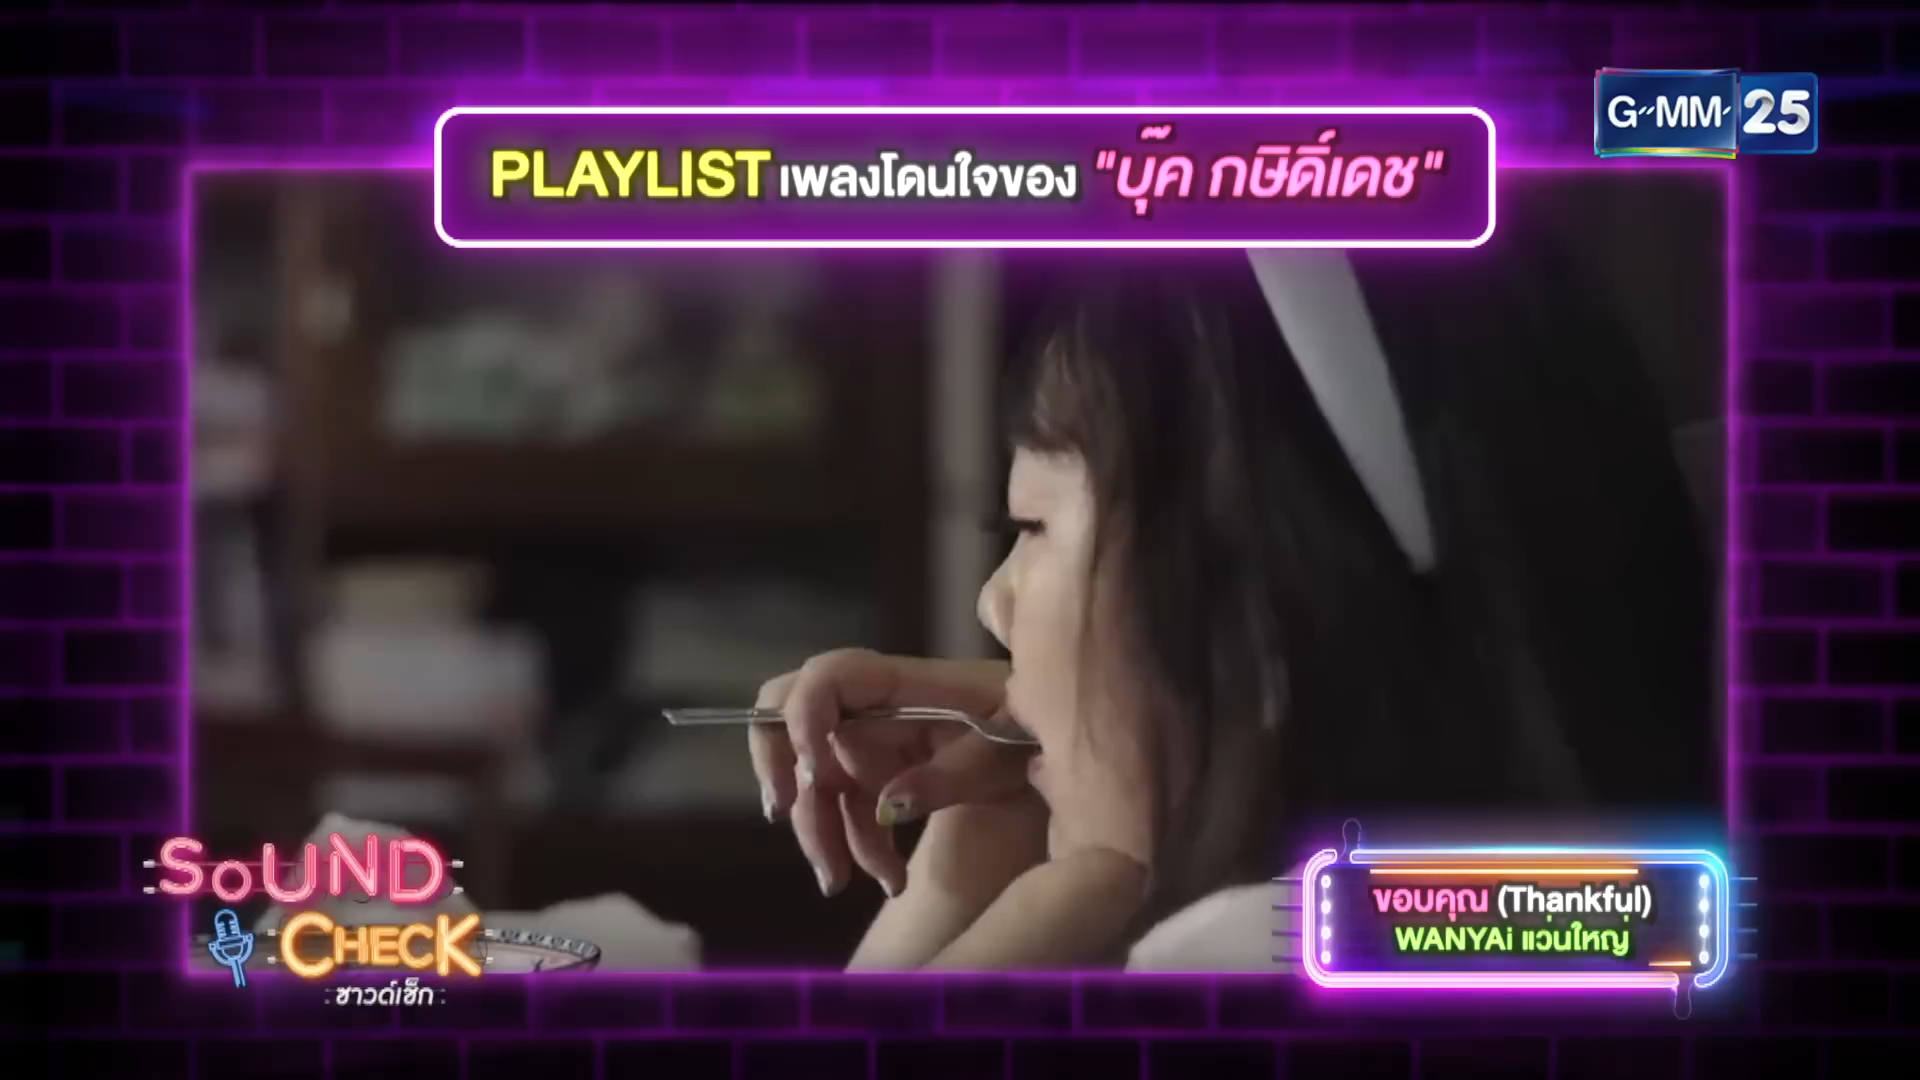 PLAYLIST เพลงโดนใจของ "บุ๊ค กษิดิ์เดช"
GMM 25
SOUND
CHECK
ซาวด์เช็ก
ขอบคุณ (Thankful)
WANYAi แว่นใหญ่